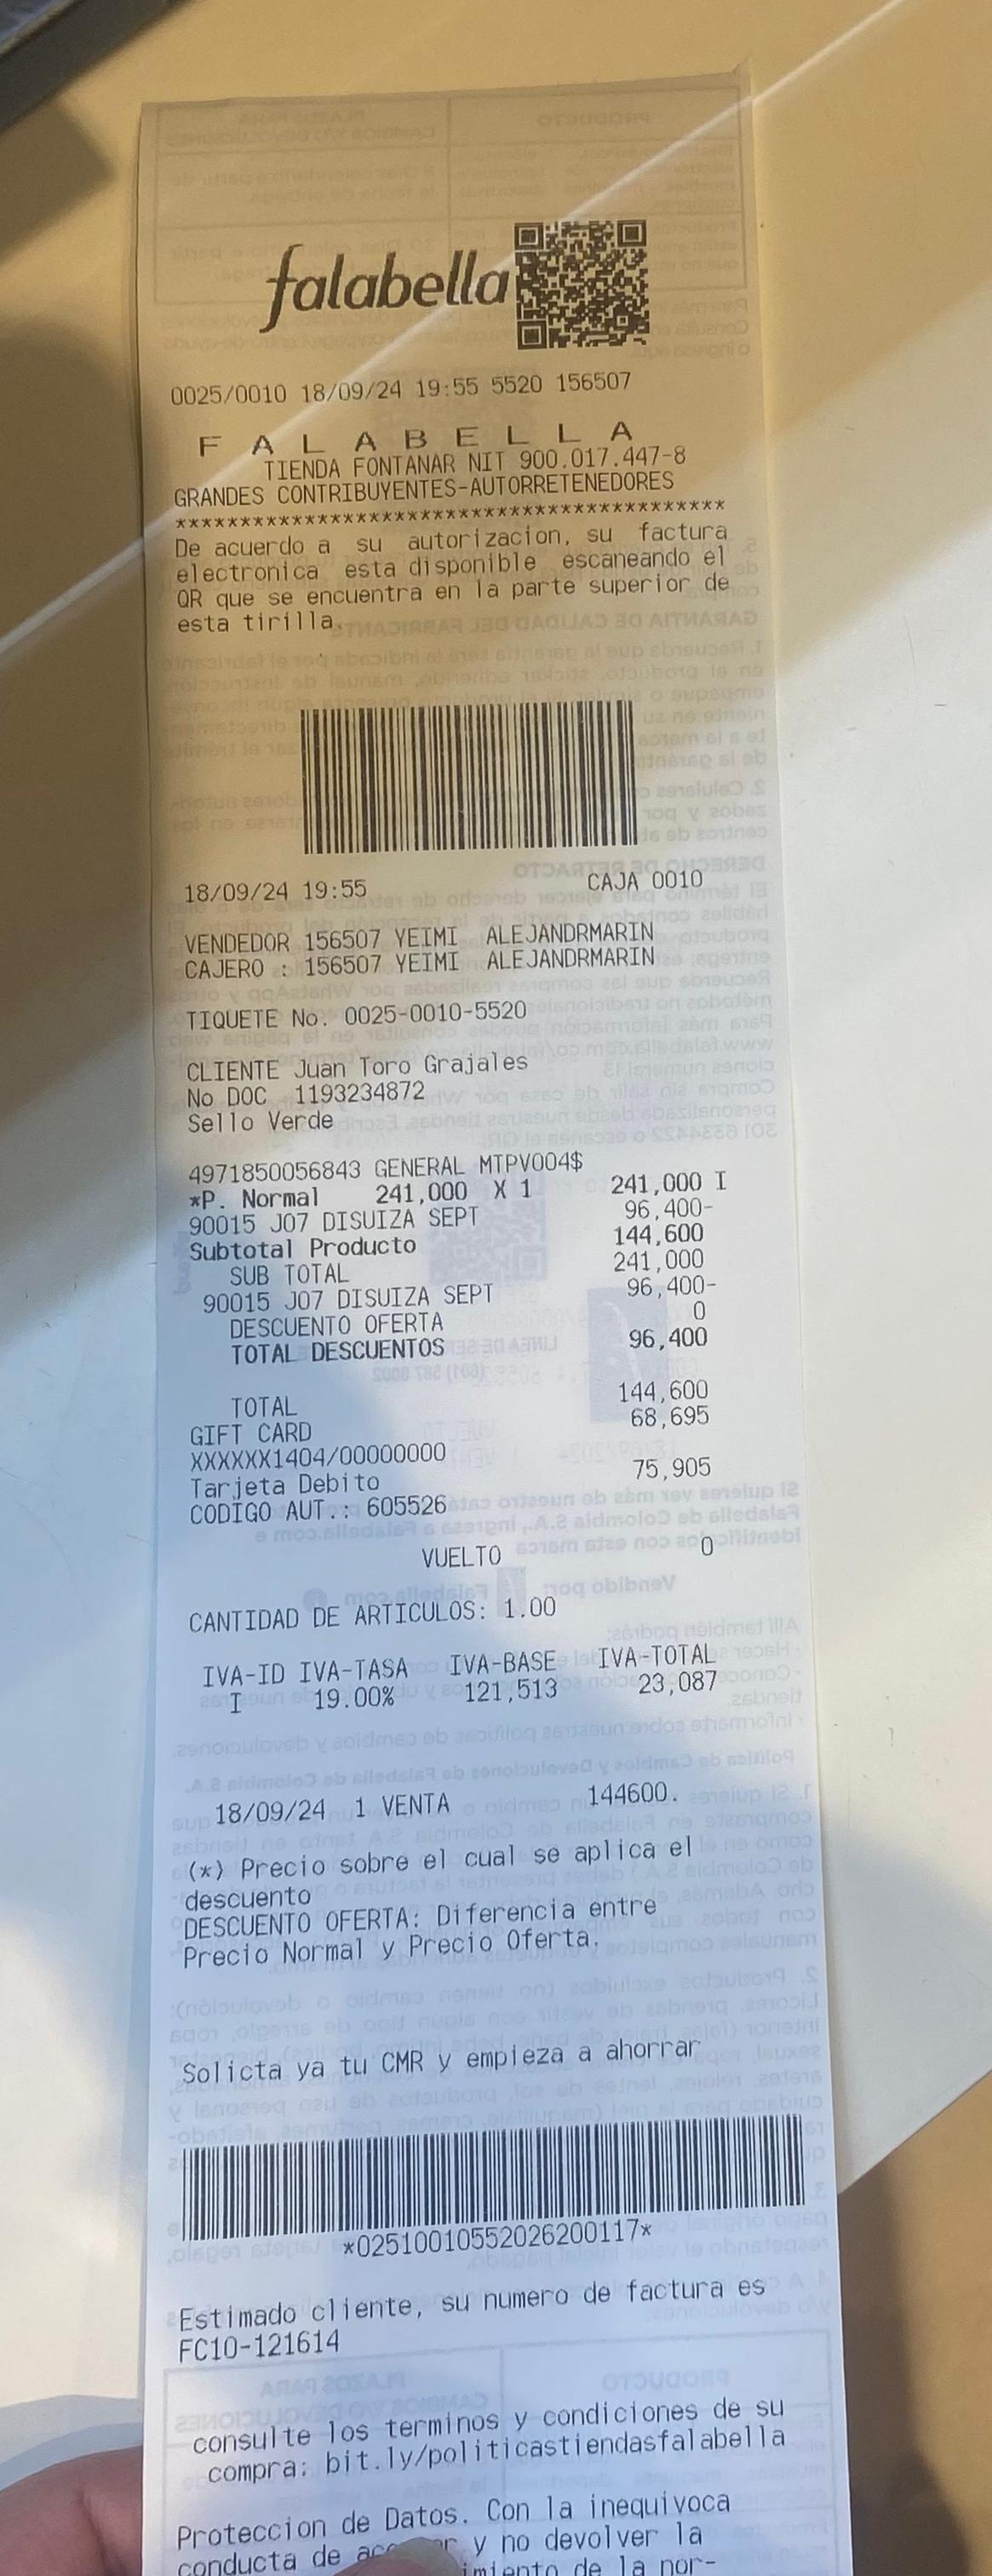 falabella
0025/0010 18/09/24 19:55 5520 156507
F A L A B E L L A
TIENDA FONTANAR NIT 900.017.447-8
GRANDES CONTRIBUYENTES-AUTORRETENEDORES
******************************************
De acuerdo a su autorizacion, su factura
electronica esta disponible escaneando el
QR que se encuentra en la parte superior de
esta tirilla.
18/09/24 19:55 CAJA 0010
VENDEDOR 156507 YEIMI ALEJANDRMARIN
CAJERO : 156507 YEIMI ALEJANDRMARIN
TIQUETE No. 0025-0010-5520
CLIENTE Juan Toro Grajales
No DOC 1193234872
Sello Verde
4971850056843 GENERAL MTPV004$
*P. Normal 241,000 X 1 241,000 I
90015 J07 DISUIZA SEPT 96,400-
Subtotal Producto 144,600
SUB TOTAL 241,000
90015 J07 DISUIZA SEPT 96,400-
DESCUENTO OFERTA 0
TOTAL DESCUENTOS 96,400
TOTAL 144,600
GIFT CARD 68,695
XXXXXX1404/00000000
Tarjeta Debito 75,905
CODIGO AUT.: 605526
VUELTO 0
CANTIDAD DE ARTICULOS: 1.00
IVA-ID IVA-TASA IVA-BASE IVA-TOTAL
I 19.00% 121,513 23,087
18/09/24 1 VENTA 144600.
(*) Precio sobre el cual se aplica el
descuento
DESCUENTO OFERTA: Diferencia entre
Precio Normal y Precio Oferta.
Solicta ya tu CMR y empieza a ahorrar
*02510010552026200117*
Estimado cliente, su numero de factura es
FC10-121614
consulte los terminos y condiciones de su
compra: bit.ly/politicastiendasfalabella
Proteccion de Datos. Con la inequivoca
conducta de y no devolver la
de la nor-